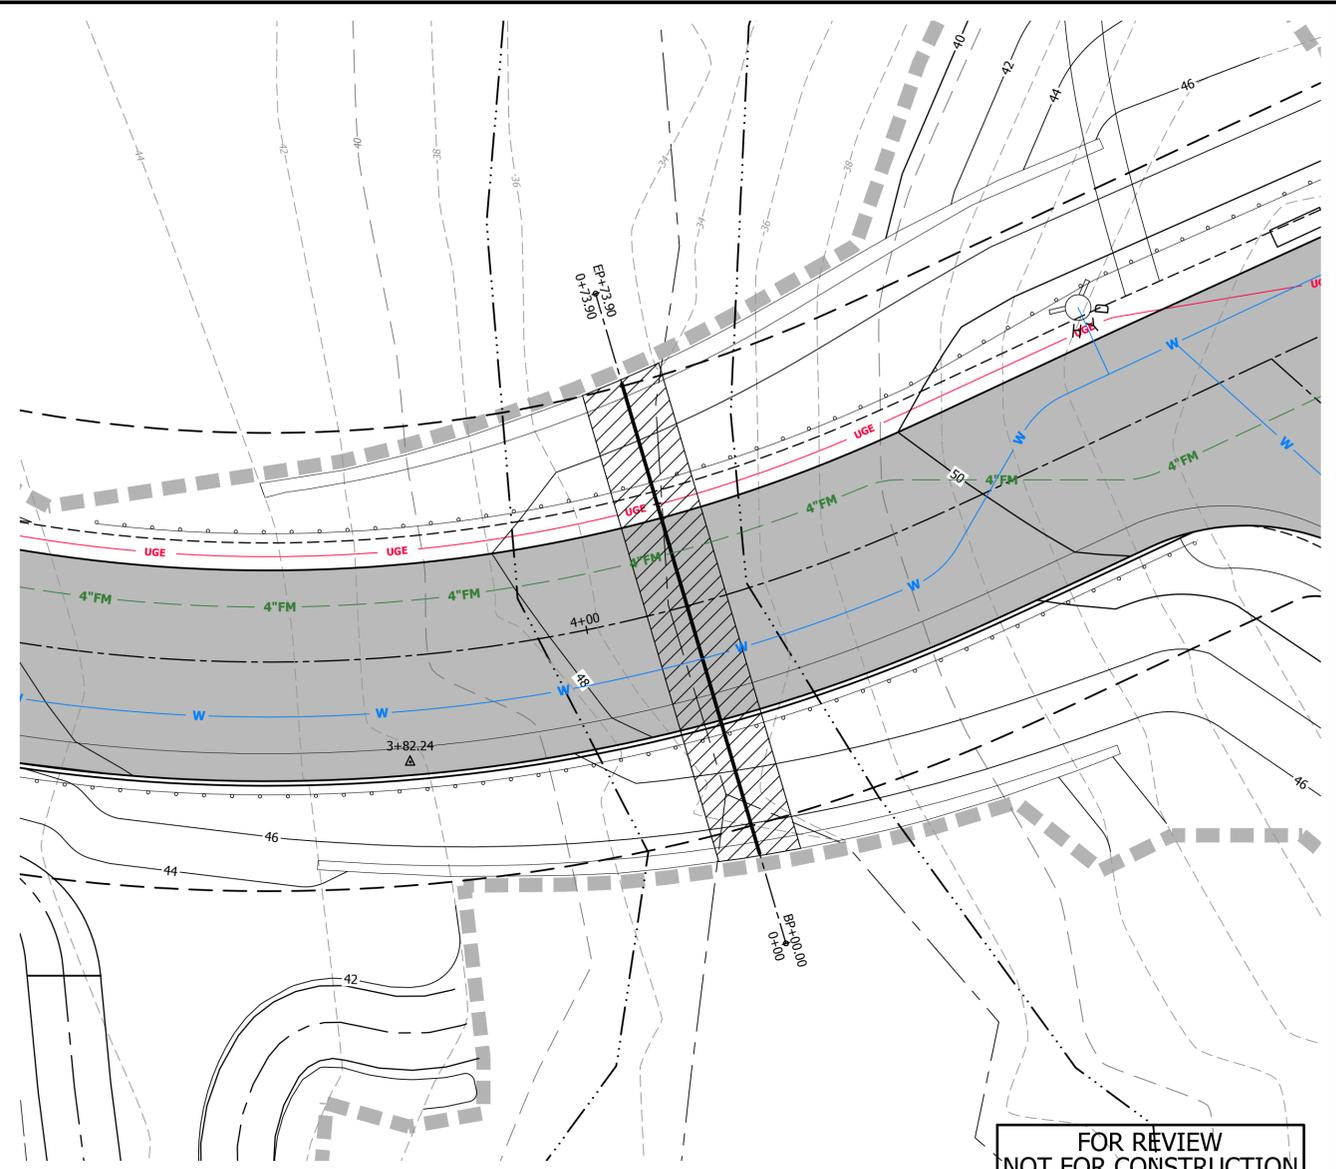 40
42
44
46
-44
-42
-40
-38
-36
-34
-34
-36
-38
EP+73.90
0+73.90
UGE
UG
W
UGE
W
W
50
4"FM
4"FM
4"FM
UGE
UGE
UGE
4"FM
4"FM
4"FM
4"FM
W
4+00
W
48
W
W
W
3+82.24
46
46
44
BP+00.00
0+00
42
FOR REVIEW
NOT FOR CONSTRUCTION